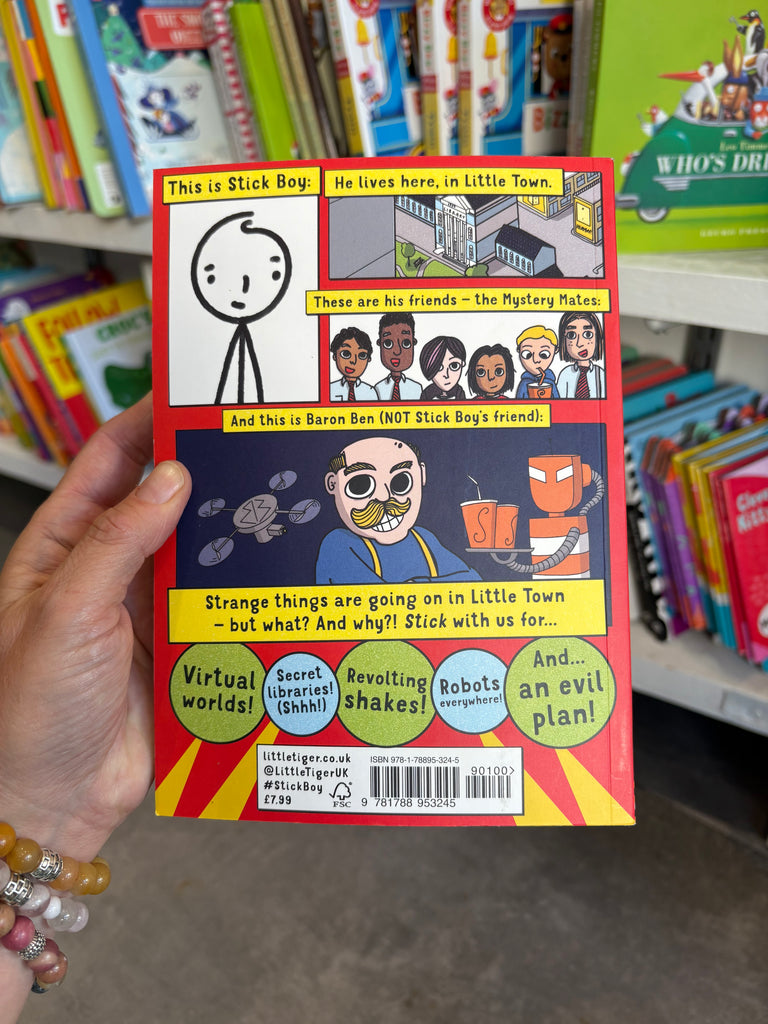 This is Stick Boy:
He lives here, in Little Town.
These are his friends – the Mystery Mates:
And this is Baron Ben (NOT Stick Boy's friend):
Strange things are going on in Little Town
– but what? And why?! Stick with us for...
Virtual
worlds!
Secret
libraries!
(Shhh!)
Revolting
shakes!
Robots
everywhere!
And...
an evil
plan!
littletiger.co.uk
@LittleTigerUK
#StickBoy
£7.99
FSC
ISBN 978-1-78895-324-5
90100>
9 781788 953245
WHO'S